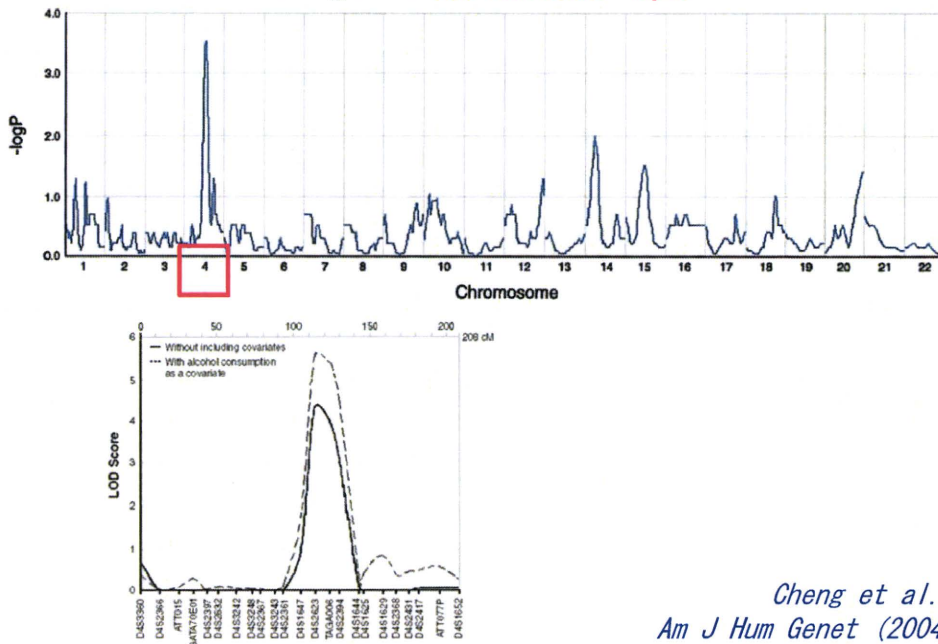 4.0
3.0
2.0
1.0
0.0
-logP
1 2 3 4 5 6 7 8 9 10 11 12 13 14 15 16 17 18 19 20 21 22
Chromosome
0 50 100 150 200
208 cM
Without including covariates
With alcohol consumption
as a covariate
6
5
4
3
2
1
0
LOD Score
D4S3360
D4S2366
ATT015
GATA70E01
D4S2397
D4S2632
D4S3242
D4S3248
D4S2367
D4S3243
D4S2361
D4S1647
D4S2623
TAGA006
D4S2394
D4S1644
D4S1625
D4S1629
D4S2368
D4S2431
D4S2417
ATT077P
D4S1652
Cheng et al.
Am J Hum Genet (2004